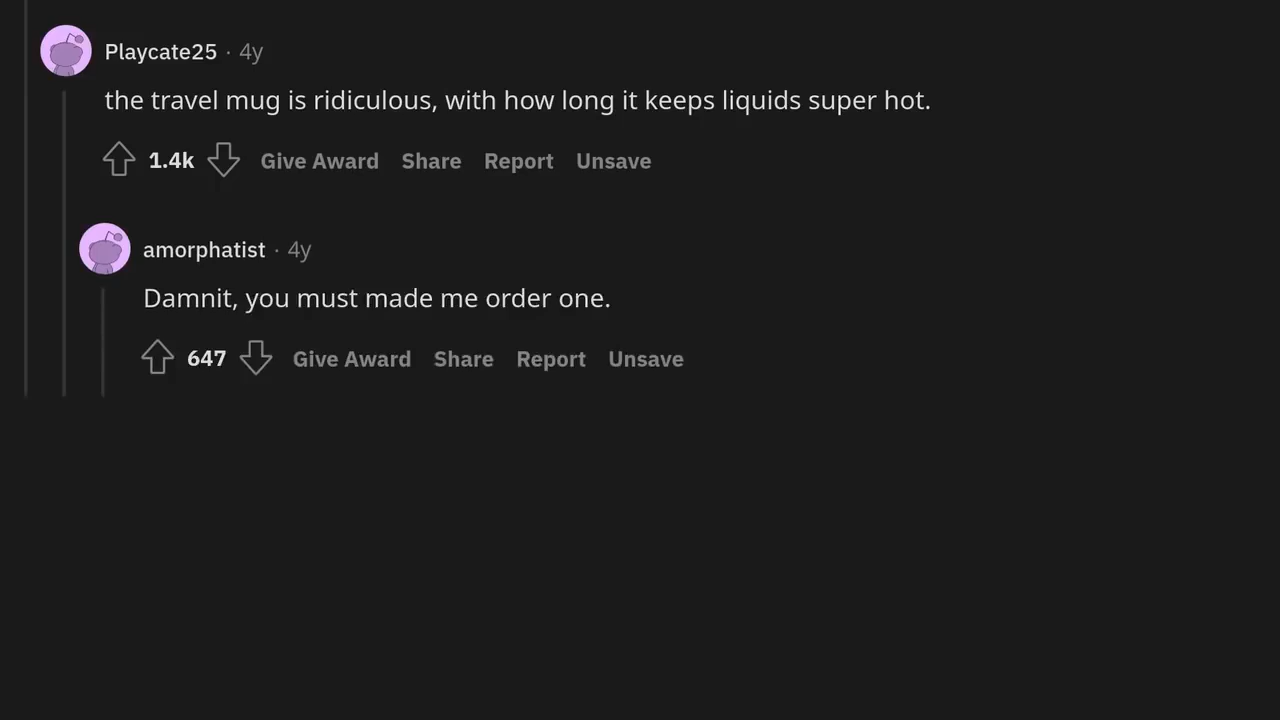 Playcate25 · 4y
the travel mug is ridiculous, with how long it keeps liquids super hot.
1.4k Give Award Share Report Unsave
amorphatist · 4y
Damnit, you must made me order one.
647 Give Award Share Report Unsave